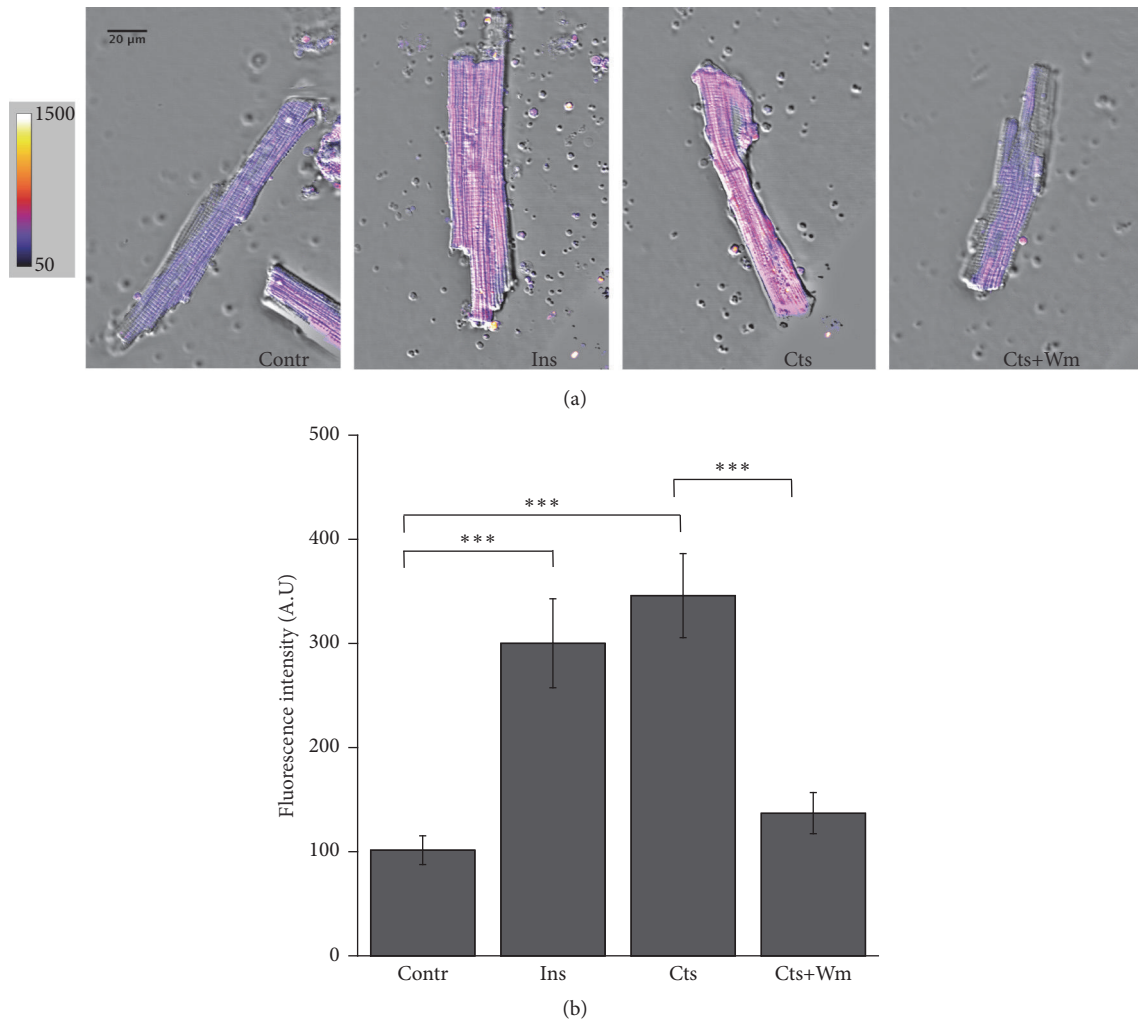 20 µm
1500
50
Contr
Ins
Cts
Cts+Wm
(a)
500
400
300
200
100
0
Fluorescence intensity (A.U)
***
***
***
Contr
Ins
Cts
Cts+Wm
(b)